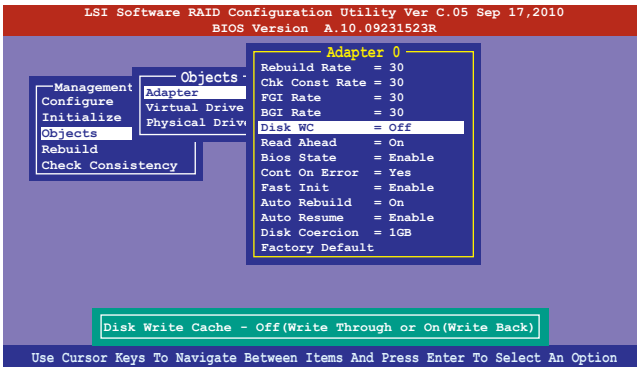 LSI Software RAID Configuration Utility Ver C.05 Sep 17,2010
BIOS Version A.10.09231523R
Management
Configure
Initialize
Objects
Rebuild
Check Consistency
Objects
Adapter
Virtual Drive
Physical Driv
Adapter 0
Rebuild Rate = 30
Chk Const Rate = 30
FGI Rate = 30
BGI Rate = 30
Disk WC = Off
Read Ahead = On
Bios State = Enable
Cont On Error = Yes
Fast Init = Enable
Auto Rebuild = On
Auto Resume = Enable
Disk Coercion = 1GB
Factory Default
Disk Write Cache - Off(Write Through or On(Write Back)
Use Cursor Keys To Navigate Between Items And Press Enter To Select An Option